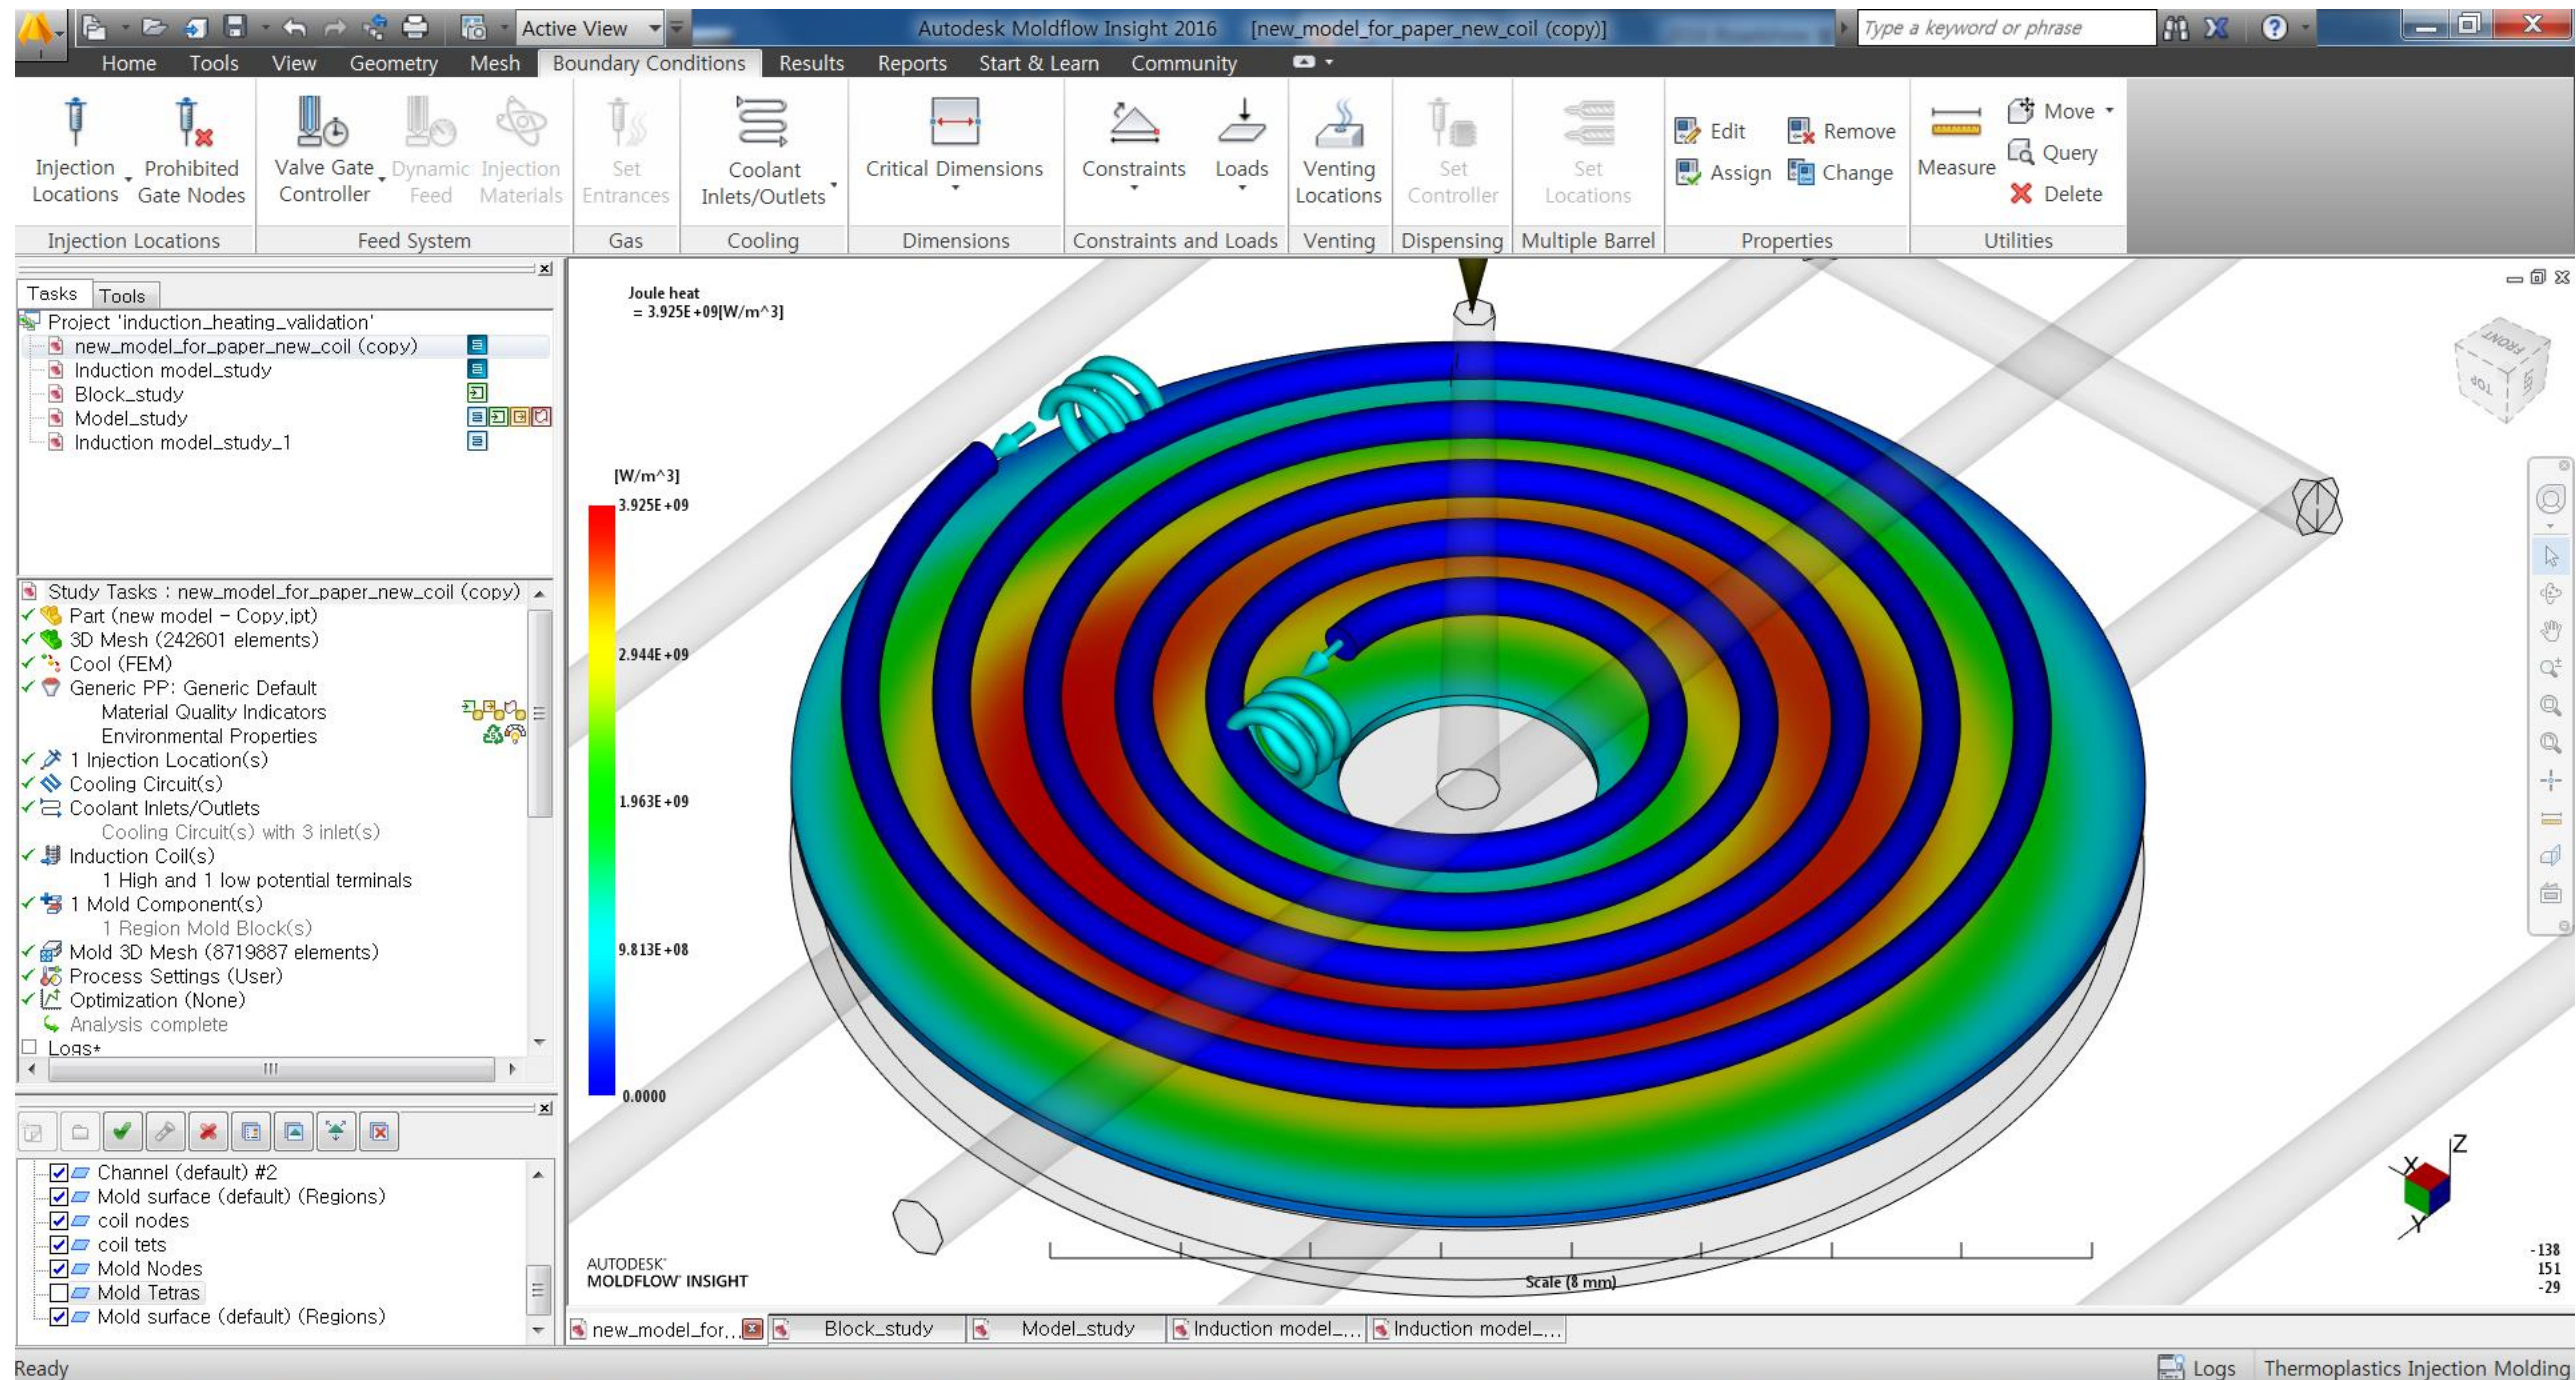 Active View
Autodesk Moldflow Insight 2016 [new_model_for_paper_new_coil (copy)]
Type a keyword or phrase
Home Tools View Geometry Mesh Boundary Conditions Results Reports Start & Learn Community
Injection Locations
Prohibited Gate Nodes
Valve Gate Controller
Dynamic Feed
Injection Materials
Set Entrances
Coolant Inlets/Outlets
Critical Dimensions
Constraints
Loads
Venting Locations
Set Controller
Set Locations
Edit
Remove
Assign
Change
Measure
Move
Query
Delete
Injection Locations
Feed System
Gas
Cooling
Dimensions
Constraints and Loads
Venting
Dispensing
Multiple Barrel
Properties
Utilities
Tasks Tools
Project 'induction_heating_validation'
new_model_for_paper_new_coil (copy)
Induction model_study
Block_study
Model_study
Induction model_study_1
Study Tasks : new_model_for_paper_new_coil (copy)
Part (new model - Copy.ipt)
3D Mesh (242601 elements)
Cool (FEM)
Generic PP: Generic Default
Material Quality Indicators
Environmental Properties
1 Injection Location(s)
Cooling Circuit(s)
Coolant Inlets/Outlets
Cooling Circuit(s) with 3 inlet(s)
Induction Coil(s)
1 High and 1 low potential terminals
1 Mold Component(s)
1 Region Mold Block(s)
Mold 3D Mesh (8719887 elements)
Process Settings (User)
Optimization (None)
Analysis complete
Logs*
Channel (default) #2
Mold surface (default) (Regions)
coil nodes
coil tets
Mold Nodes
Mold Tetras
Mold surface (default) (Regions)
Joule heat
= 3.925E+09[W/m^3]
[W/m^3]
3.925E+09
2.944E+09
1.963E+09
9.813E+08
0.0000
FRONT
TOP
Z
X
Y
-138
151
-29
AUTODESK
MOLDFLOW INSIGHT
Scale (8 mm)
new_model_for... Block_study Model_study Induction model_... Induction model_...
Ready
Logs Thermoplastics Injection Molding